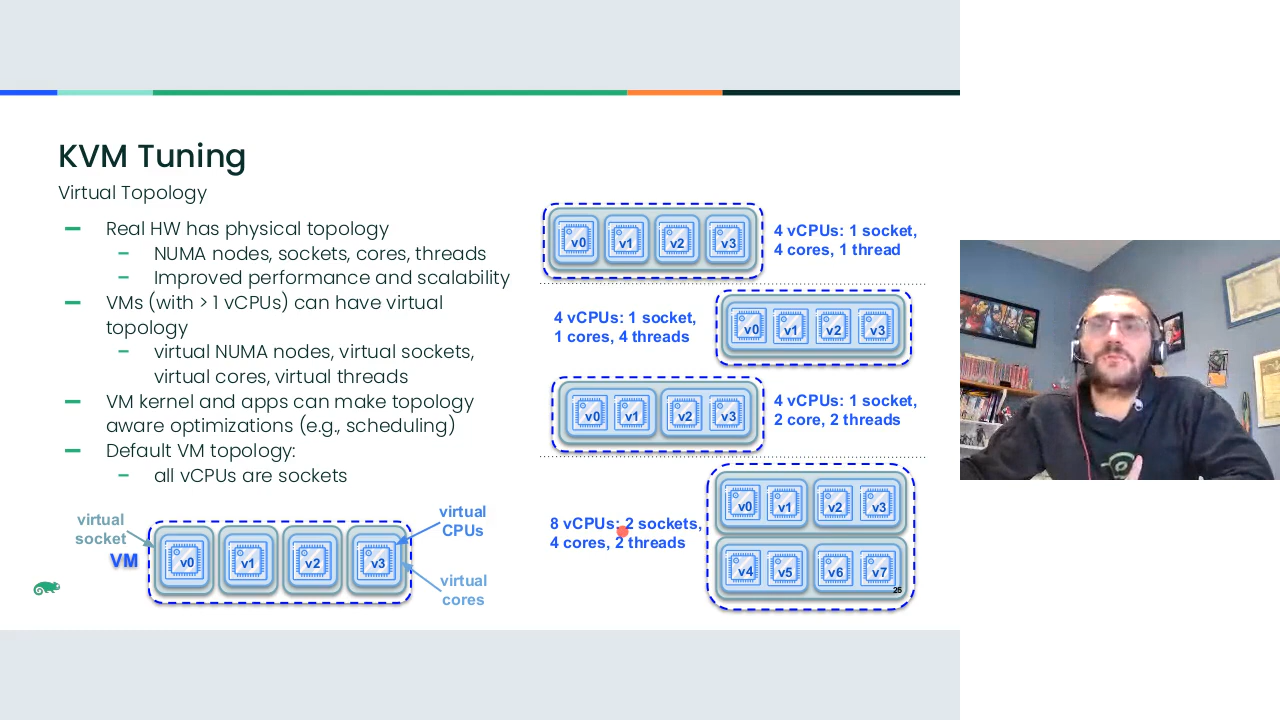 KVM Tuning
Virtual Topology
Real HW has physical topology
NUMA nodes, sockets, cores, threads
Improved performance and scalability
VMs (with > 1 vCPUs) can have virtual
topology
virtual NUMA nodes, virtual sockets,
virtual cores, virtual threads
VM kernel and apps can make topology
aware optimizations (e.g., scheduling)
Default VM topology:
all vCPUs are sockets
virtual
socket
VM
v0 v1 v2 v3
virtual
CPUs
virtual
cores
v0 v1 v2 v3
4 vCPUs: 1 socket,
4 cores, 1 thread
4 vCPUs: 1 socket,
1 cores, 4 threads
v0 v1 v2 v3
v0 v1 v2 v3
4 vCPUs: 1 socket,
2 core, 2 threads
8 vCPUs: 2 sockets,
4 cores, 2 threads
v0 v1 v2 v3
v4 v5 v6 v7
25